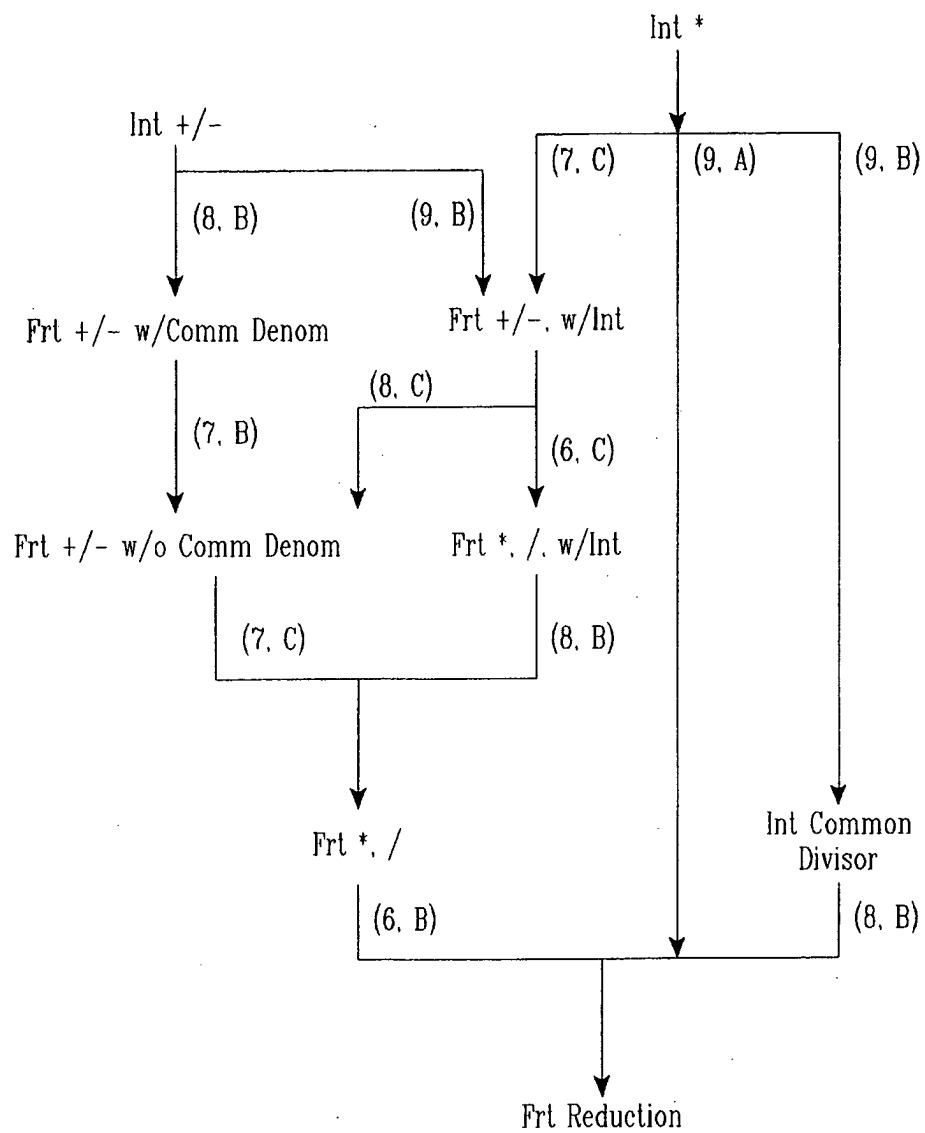 Int *
Int +/-
(7, C)
(9, A)
(9, B)
(8, B)
(9, B)
Frt +/- w/Comm Denom
Frt +/-, w/Int
(8, C)
(7, B)
(6, C)
Frt +/- w/o Comm Denom
Frt *, /, w/Int
(7, C)
(8, B)
Int Common
Divisor
Frt *, /
(6, B)
(8, B)
Frt Reduction